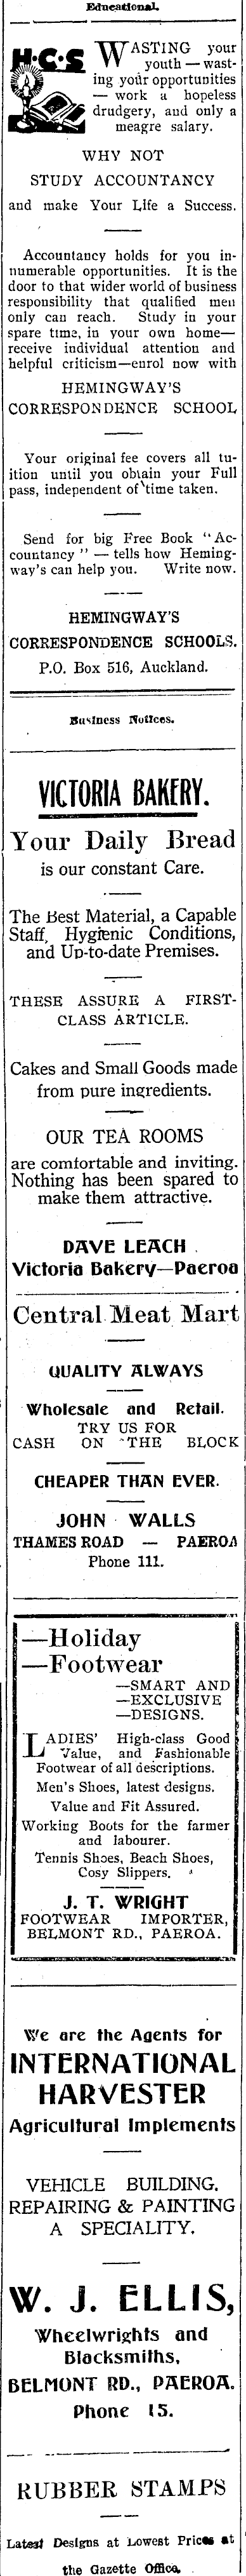 Educational.
H·C·S
WASTING your
youth — wast-
ing your opportunities
— work a hopeless
drudgery, and only a
meagre salary.
WHY NOT
STUDY ACCOUNTANCY
and make Your Life a Success.
Accountancy holds for you in-
numerable opportunities. It is the
door to that wider world of business
responsibility that qualified men
only can reach. Study in your
spare time, in your own home—
receive individual attention and
helpful criticism—enrol now with
HEMINGWAY'S
CORRESPONDENCE SCHOOL
Your original fee covers all tu-
ition until you obtain your Full
pass, independent of time taken.
Send for big Free Book "Ac-
countancy" — tells how Heming-
way's can help you. Write now.
HEMINGWAY'S
CORRESPONDENCE SCHOOLS.
P.O. Box 516, Auckland.
Business Notices.
VICTORIA BAKERY.
Your Daily Bread
is our constant Care.
The Best Material, a Capable
Staff, Hygienic Conditions,
and Up-to-date Premises.
THESE ASSURE A FIRST-
CLASS ARTICLE.
Cakes and Small Goods made
from pure ingredients.
OUR TEA ROOMS
are comfortable and inviting.
Nothing has been spared to
make them attractive.
DAVE LEACH
Victoria Bakery—Paeroa
Central Meat Mart
QUALITY ALWAYS
Wholesale and Retail.
TRY US FOR
CASH ON THE BLOCK
CHEAPER THAN EVER.
JOHN WALLS
THAMES ROAD — PAEROA
Phone 111.
—Holiday
—Footwear
—SMART AND
—EXCLUSIVE
—DESIGNS.
LADIES' High-class Good
Value, and Fashionable
Footwear of all descriptions.
Men's Shoes, latest designs.
Value and Fit Assured.
Working Boots for the farmer
and labourer.
Tennis Shoes, Beach Shoes,
Cosy Slippers.
J. T. WRIGHT
FOOTWEAR IMPORTER,
BELMONT RD., PAEROA.
We are the Agents for
INTERNATIONAL
HARVESTER
Agricultural Implements
VEHICLE BUILDING.
REPAIRING & PAINTING
A SPECIALITY.
W. J. ELLIS,
Wheelwrights and
Blacksmiths,
BELMONT RD., PAEROA.
Phone 15.
RUBBER STAMPS
Latest Designs at Lowest Prices at
the Gazette Office.